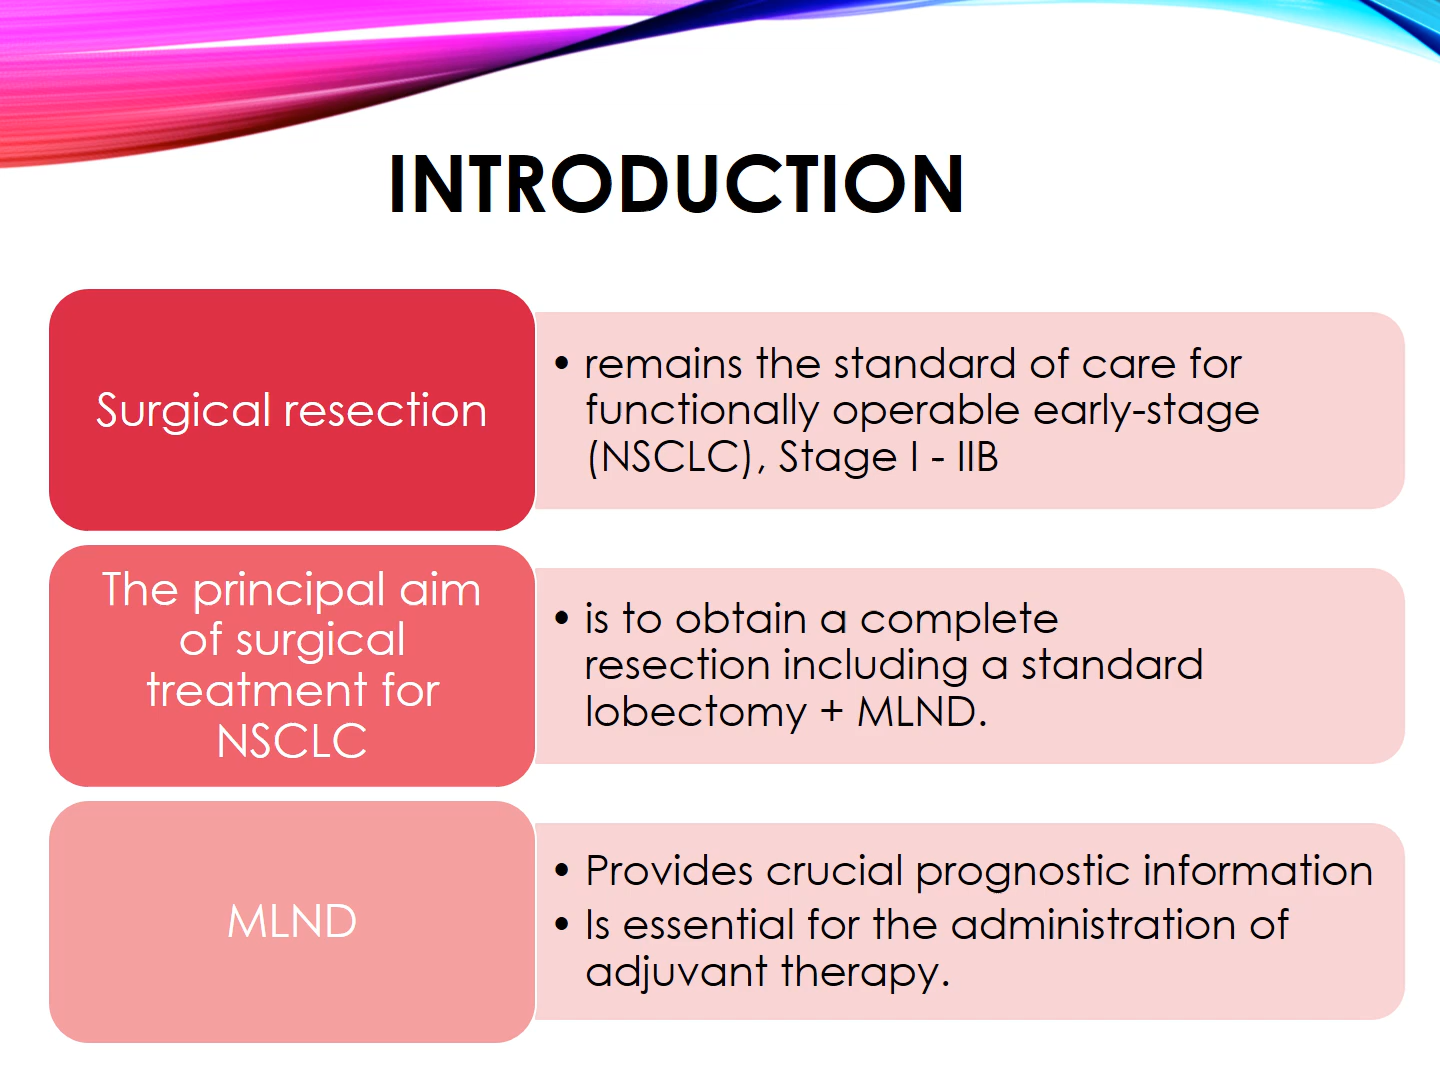 INTRODUCTION
Surgical resection
• remains the standard of care for
functionally operable early-stage
(NSCLC), Stage I - IIB
The principal aim
of surgical
treatment for
NSCLC
• is to obtain a complete
resection including a standard
lobectomy + MLND.
MLND
• Provides crucial prognostic information
• Is essential for the administration of
adjuvant therapy.